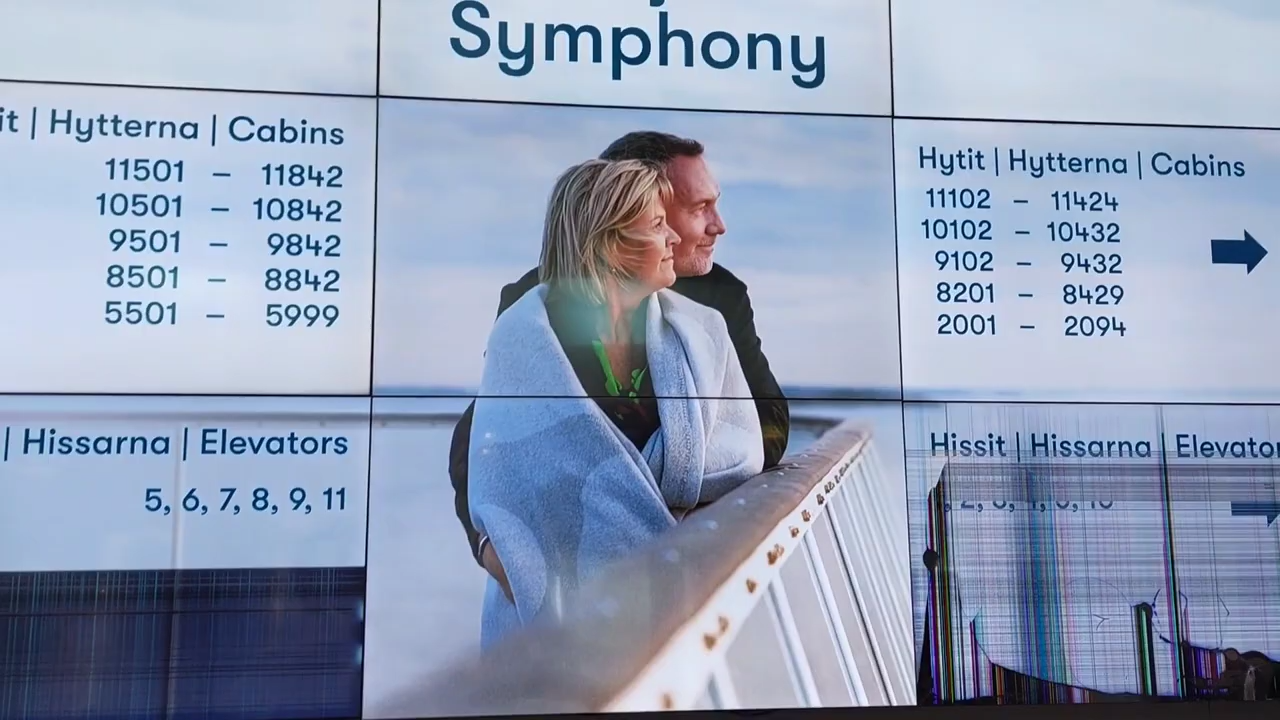 Symphony
it | Hytterna | Cabins
11501 – 11842
10501 – 10842
9501 – 9842
8501 – 8842
5501 – 5999
| Hissarna | Elevators
5, 6, 7, 8, 9, 11
Hytit | Hytterna | Cabins
11102 – 11424
10102 – 10432
9102 – 9432
8201 – 8429
2001 – 2094
Hissit | Hissarna | Elevator